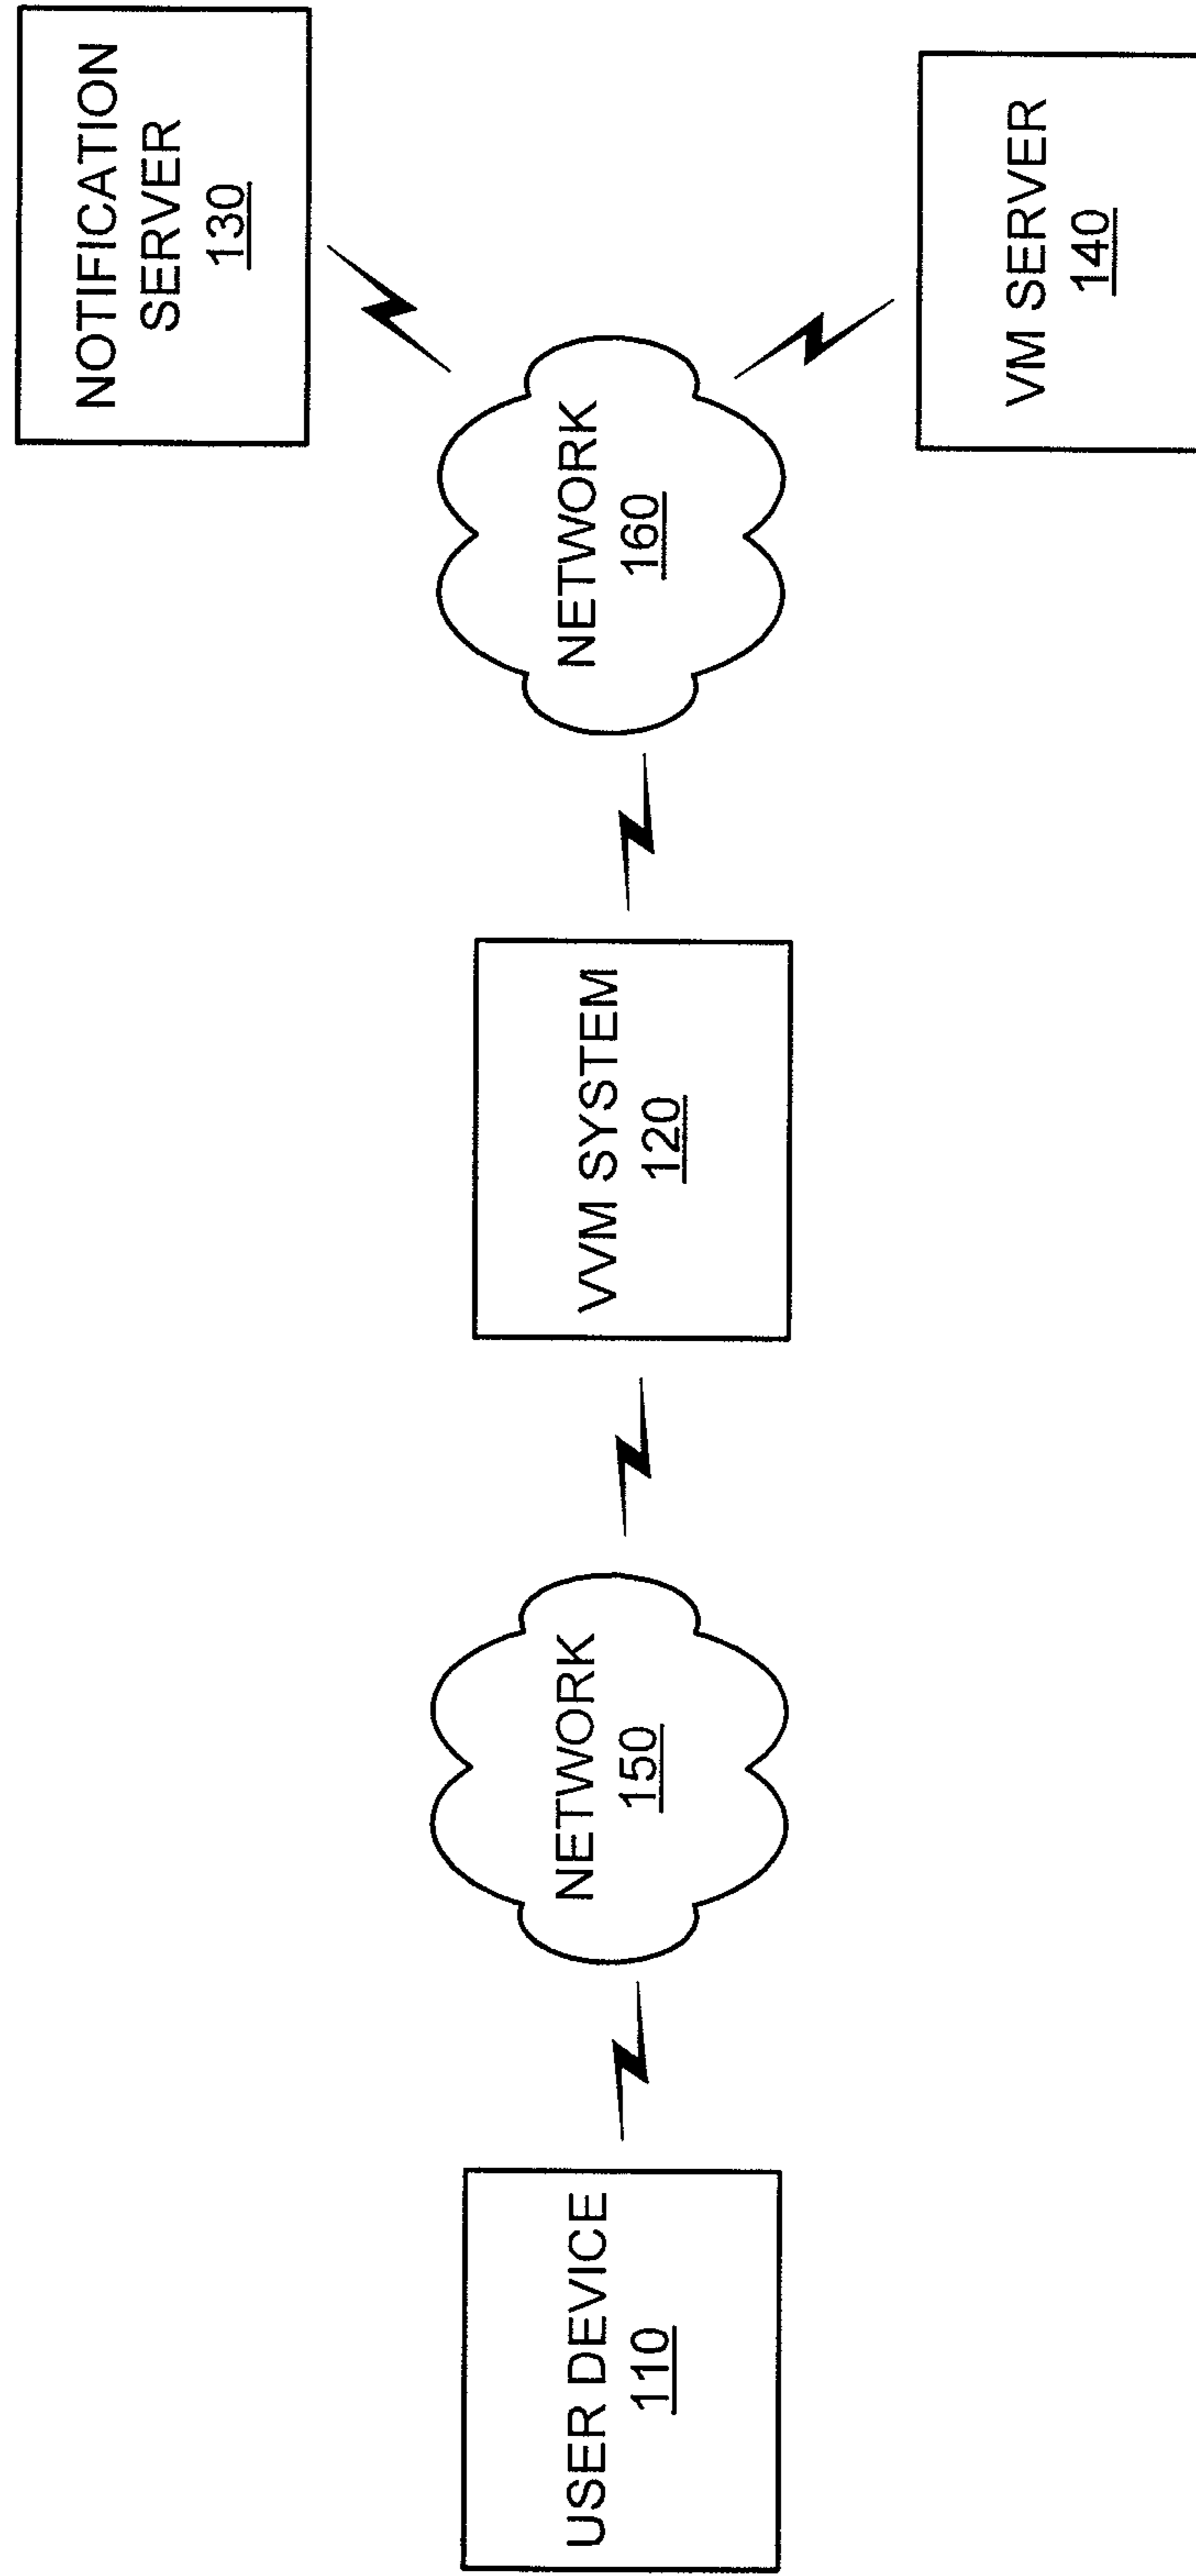 USER DEVICE
110
NETWORK
150
VVM SYSTEM
120
NETWORK
160
NOTIFICATION
SERVER
130
VM SERVER
140